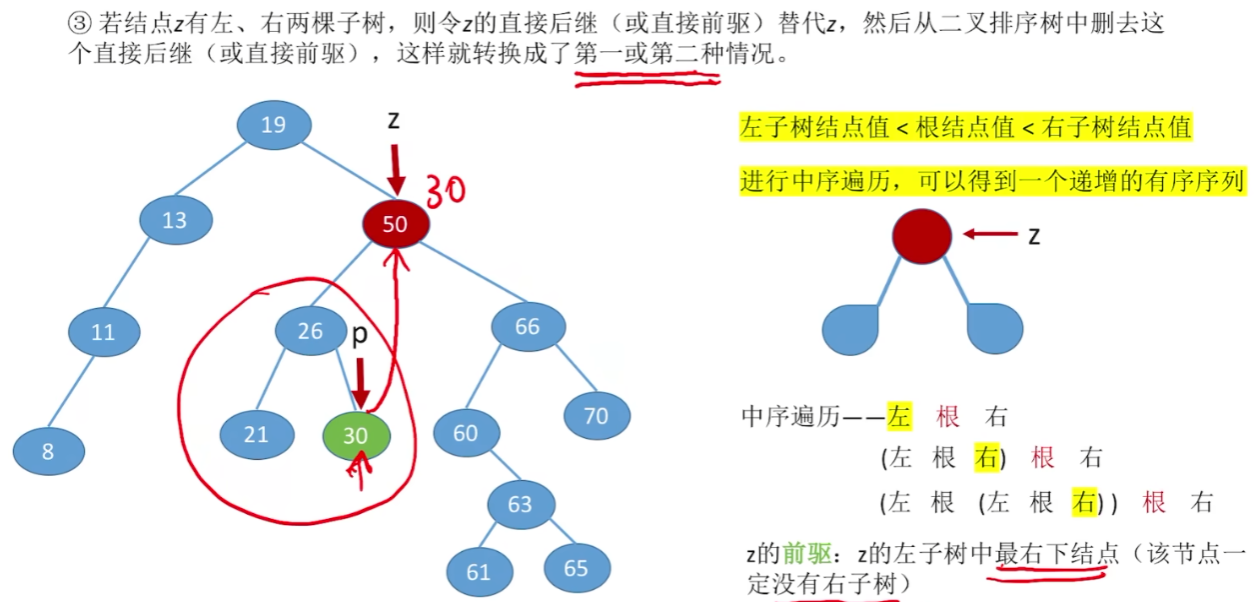 ③ 若结点z有左、右两棵子树，则令z的直接后继（或直接前驱）替代z，然后从二叉排序树中删去这
个直接后继（或直接前驱），这样就转换成了第一或第二种情况。
19
z
50
30
13
11
8
26
p
21
30
66
60
70
63
61
65
左子树结点值 < 根结点值 < 右子树结点值
进行中序遍历，可以得到一个递增的有序序列
z
中序遍历——左 根 右
(左 根 右) 根 右
(左 根 (左 根 右)) 根 右
z的前驱：z的左子树中最右下结点（该节点一
定没有右子树）